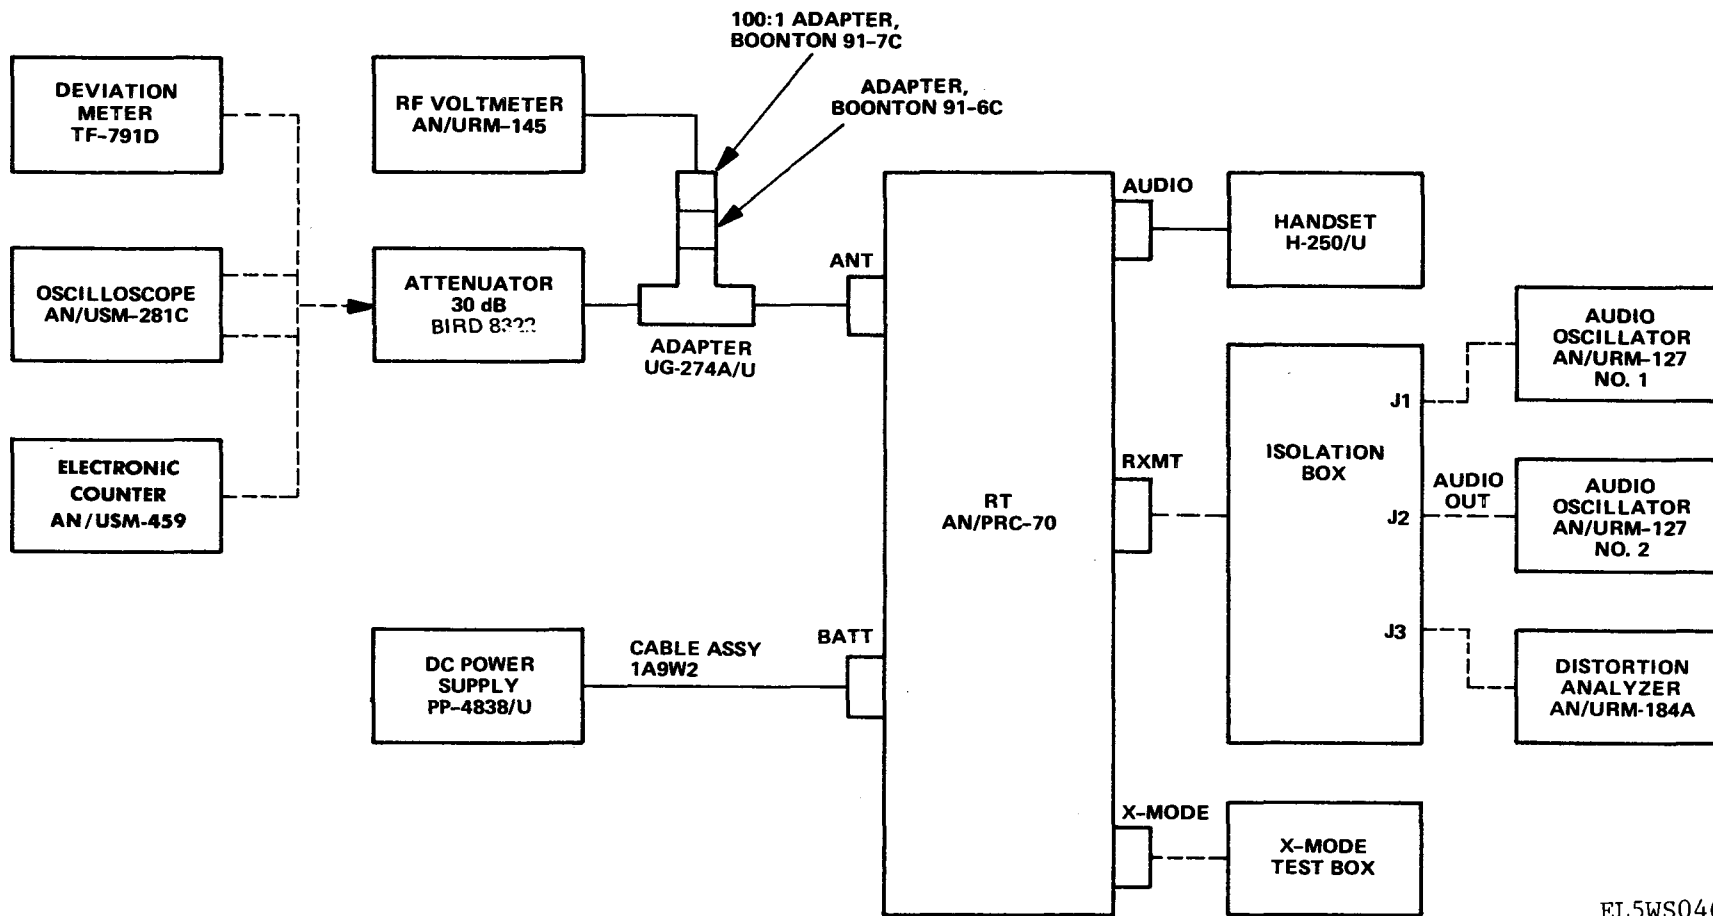 100:1 ADAPTER,
BOONTON 91-7C
ADAPTER,
BOONTON 91-6C
DEVIATION
METER
TF-791D
RF VOLTMETER
AN/URM-145
OSCILLOSCOPE
AN/USM-281C
ATTENUATOR
30 dB
BIRD 8322
ADAPTER
UG-274A/U
ELECTRONIC
COUNTER
AN/USM-459
DC POWER
SUPPLY
PP-4838/U
CABLE ASSY
1A9W2
ANT
BATT
RT
AN/PRC-70
AUDIO
HANDSET
H-250/U
RXMT
ISOLATION
BOX
J1
J2
J3
AUDIO
OUT
AUDIO
OSCILLATOR
AN/URM-127
NO. 1
AUDIO
OSCILLATOR
AN/URM-127
NO. 2
DISTORTION
ANALYZER
AN/URM-184A
X-MODE
X-MODE
TEST BOX